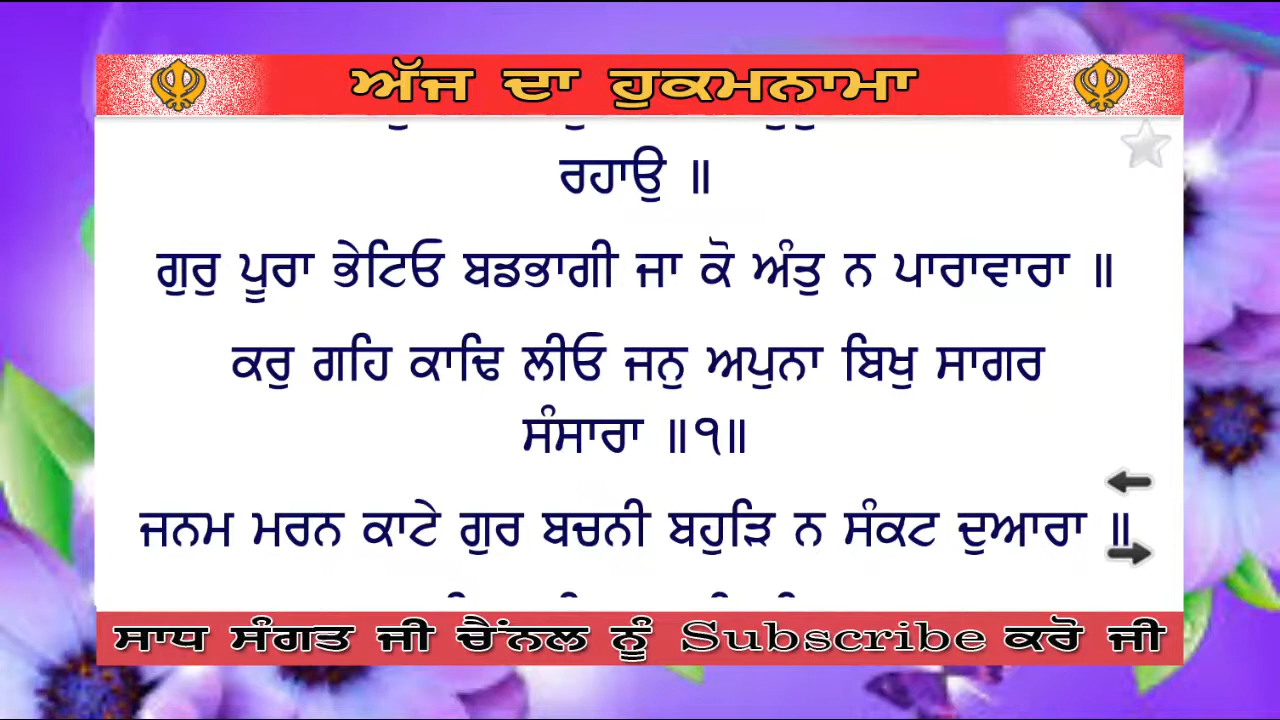 ਅੱਜ ਦਾ ਹੁਕਮਨਾਮਾ
ਰਹਾਉ ॥
ਗੁਰੁ ਪੂਰਾ ਭੇਟਿਓ ਬਡਭਾਗੀ ਜਾ ਕੋ ਅੰਤੁ ਨ ਪਾਰਾਵਾਰਾ ॥
ਕਰੁ ਗਹਿ ਕਾਢਿ ਲੀਓ ਜਨੁ ਅਪੁਨਾ ਬਿਖੁ ਸਾਗਰ
ਸੰਸਾਰਾ ॥੧॥
ਜਨਮ ਮਰਨ ਕਾਟੇ ਗੁਰ ਬਚਨੀ ਬਹੁੜਿ ਨ ਸੰਕਟ ਦੁਆਰਾ ॥
ਸਾਧ ਸੰਗਤ ਜੀ ਚੈਂਨਲ ਨੂੰ Subscribe ਕਰੋ ਜੀ